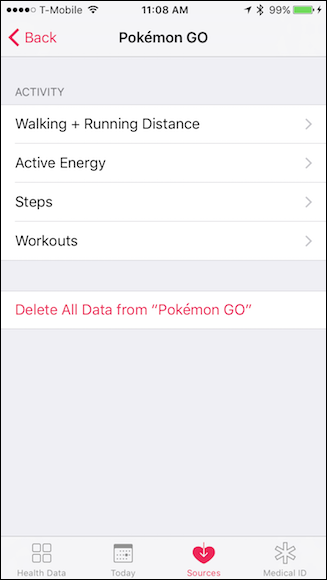 T-Mobile 11:08 AM 99%
Back Pokémon GO
ACTIVITY
Walking + Running Distance
Active Energy
Steps
Workouts
Delete All Data from “Pokémon GO”
Health Data Today Sources Medical ID